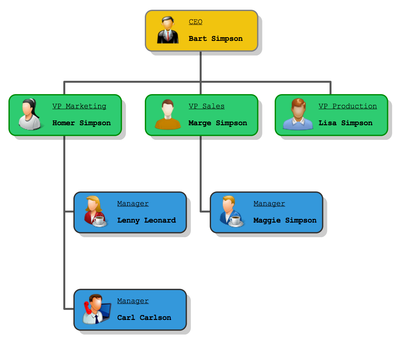 CEO
Bart Simpson
VP Marketing
Homer Simpson
VP Sales
Marge Simpson
VP Production
Lisa Simpson
Manager
Lenny Leonard
Manager
Maggie Simpson
Manager
Carl Carlson